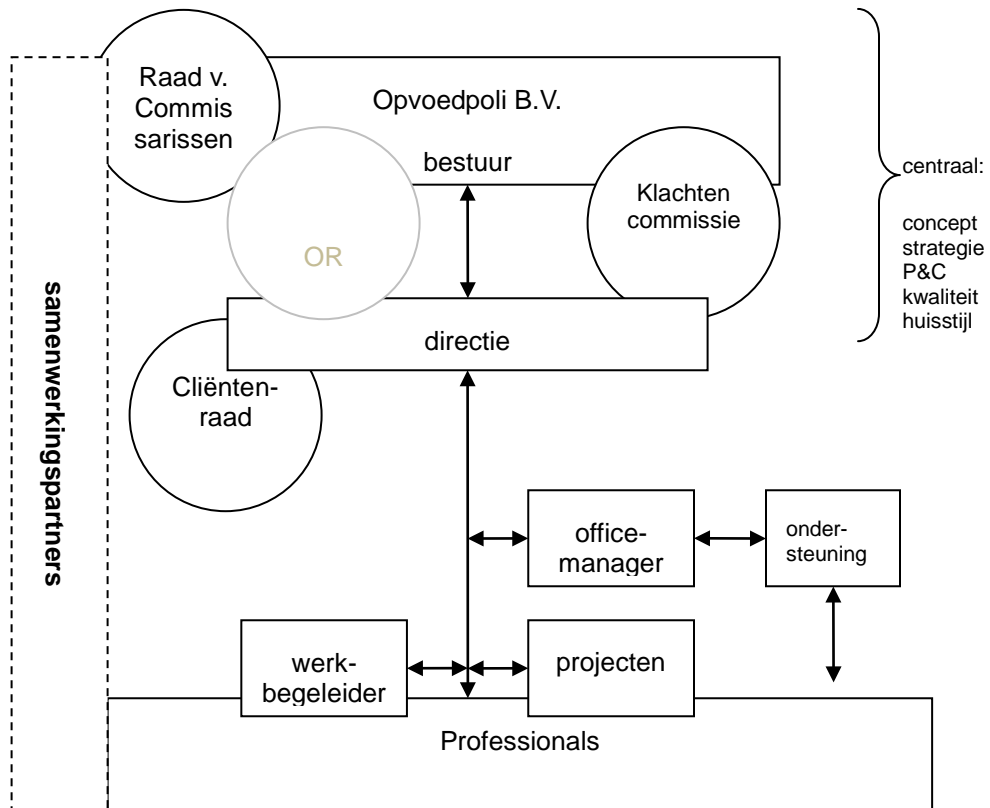 Raad v.
Commis
sarissen
Opvoedpoli B.V.
bestuur
OR
Klachten
commissie
centraal:
concept
strategie
P&C
kwaliteit
huisstijl
directie
Cliënten-
raad
samenwerkingspartners
office-
manager
onder-
steuning
werk-
begeleider
projecten
Professionals